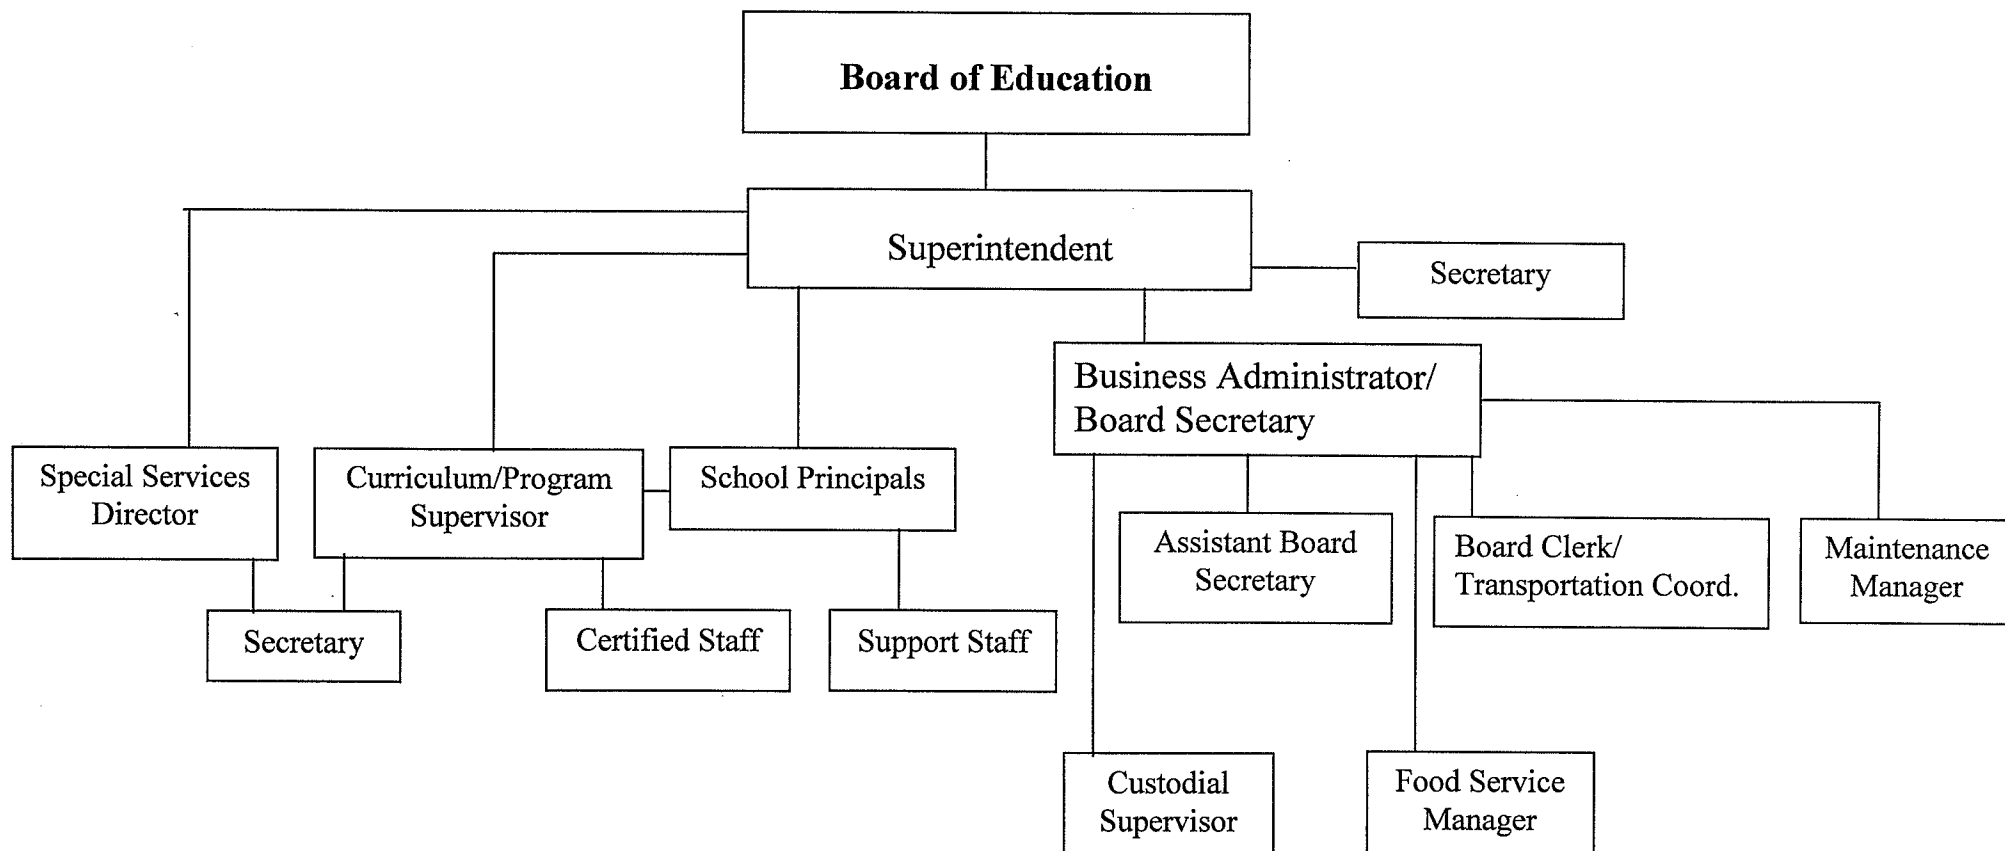 Board of Education
Superintendent
Secretary
Business Administrator/
Board Secretary
Special Services
Director
Curriculum/Program
Supervisor
School Principals
Assistant Board
Secretary
Board Clerk/
Transportation Coord.
Maintenance
Manager
Secretary
Certified Staff
Support Staff
Custodial
Supervisor
Food Service
Manager